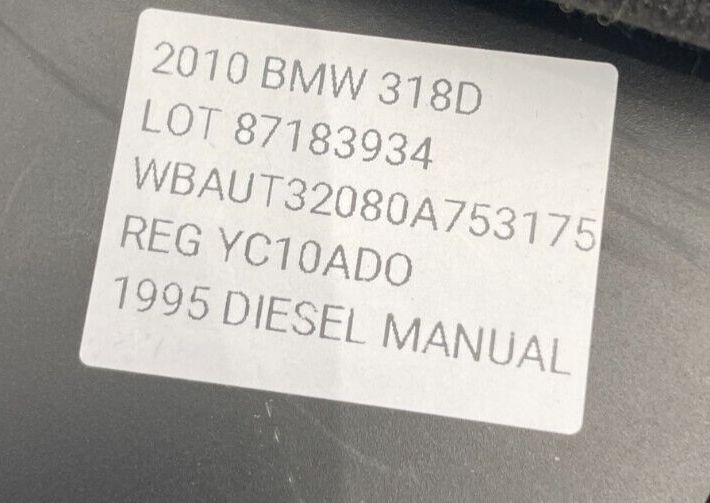 2010 BMW 318D
LOT 87183934
WBAUT32080A753175
REG YC10ADO
1995 DIESEL MANUAL